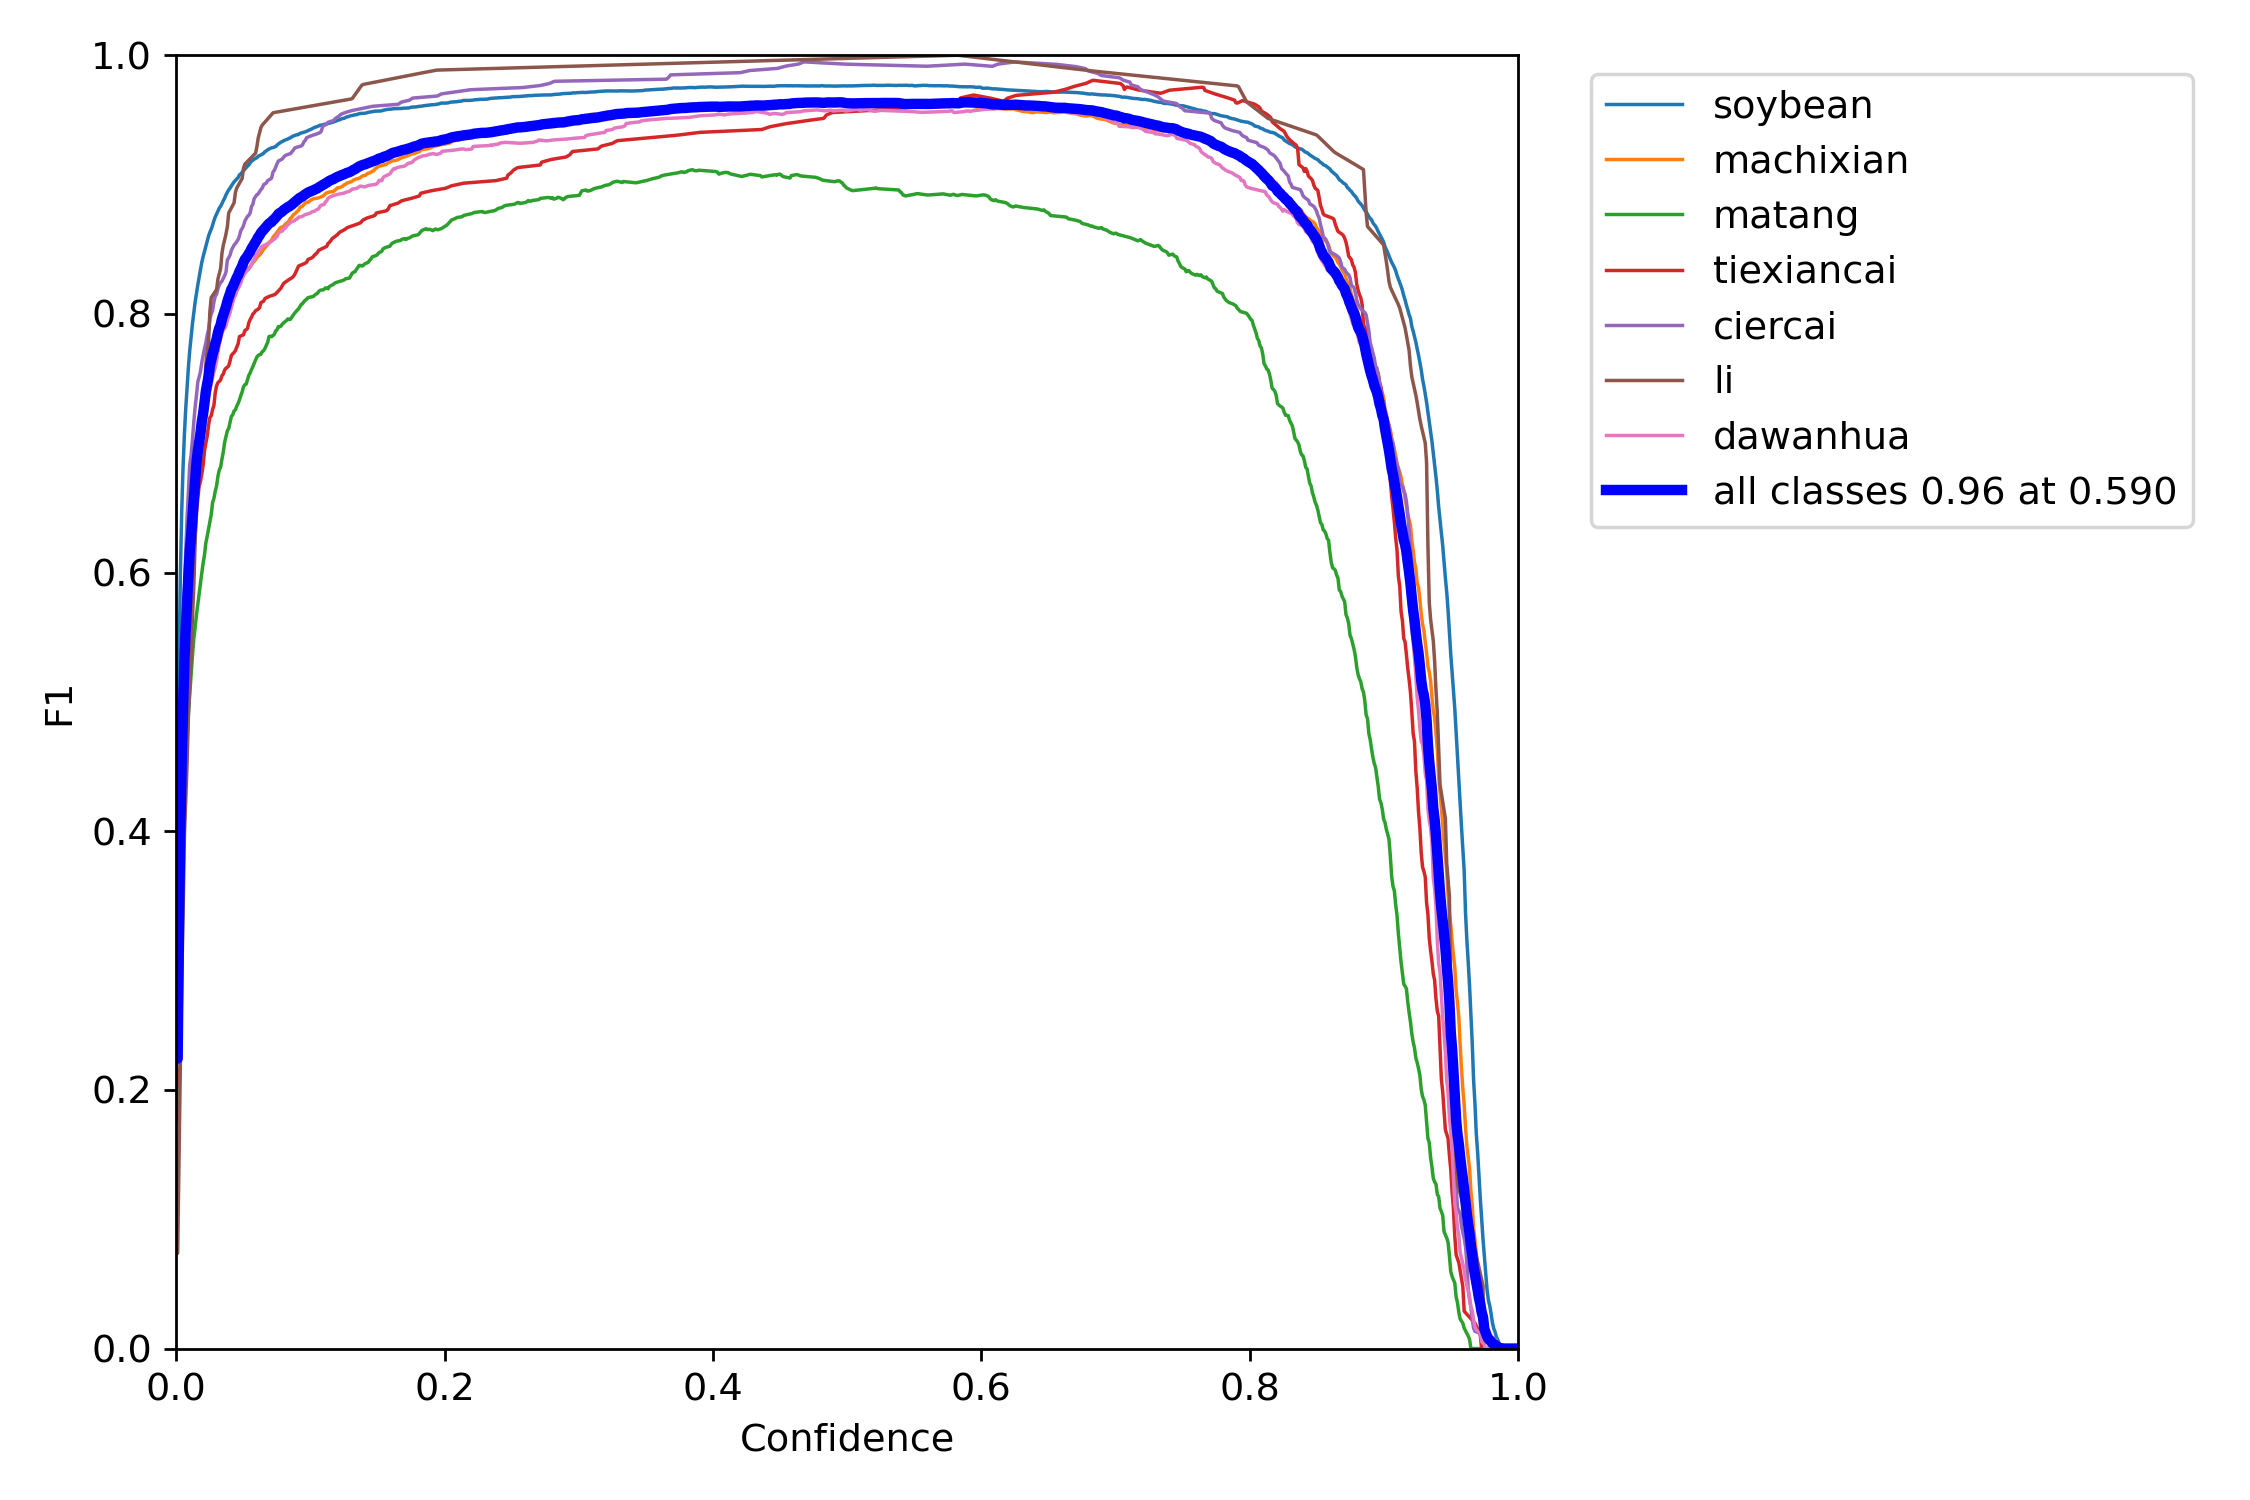 1.0
0.8
0.6
0.4
0.2
0.0
F1
0.0 0.2 0.4 0.6 0.8 1.0
Confidence
soybean
machixian
matang
tiexiancai
ciercai
li
dawanhua
all classes 0.96 at 0.590